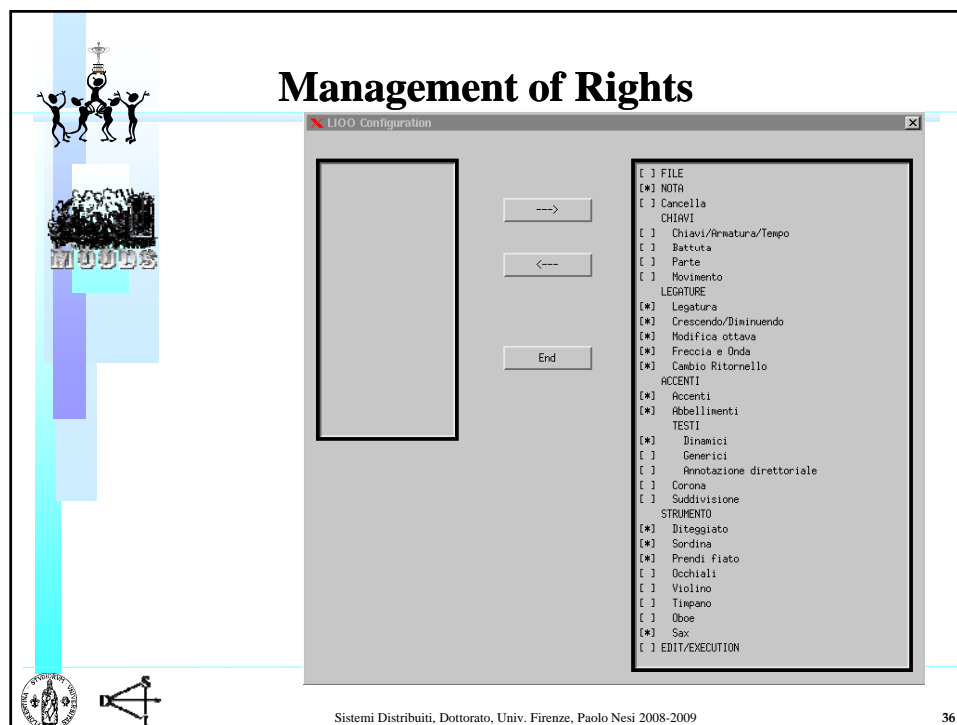 Management of Rights
LIOO Configuration
[ ] FILE
[*] NOTA
[ ] Cancella
CHIAVI
[ ] Chiavi/Armatura/Tempo
[ ] Battuta
[ ] Parte
[ ] Movimento
LEGATURE
[*] Legatura
[*] Crescendo/Diminuendo
[*] Modifica ottava
[*] Freccia e Onda
[*] Cambio Ritornello
ACCENTI
[*] Accenti
[*] Abbellimenti
TESTI
[*] Dinamici
[ ] Generici
[ ] Annotazione direttoriale
[ ] Corona
[ ] Suddivisione
STRUMENTO
[*] Diteggiato
[*] Sordina
[*] Prendi fiato
[ ] Occhiali
[ ] Violino
[ ] Timpano
[ ] Oboe
[*] Sax
[ ] EDIT/EXECUTION
--->
<---
End
MOODS
D S I
Sistemi Distribuiti, Dottorato, Univ. Firenze, Paolo Nesi 2008-2009
36